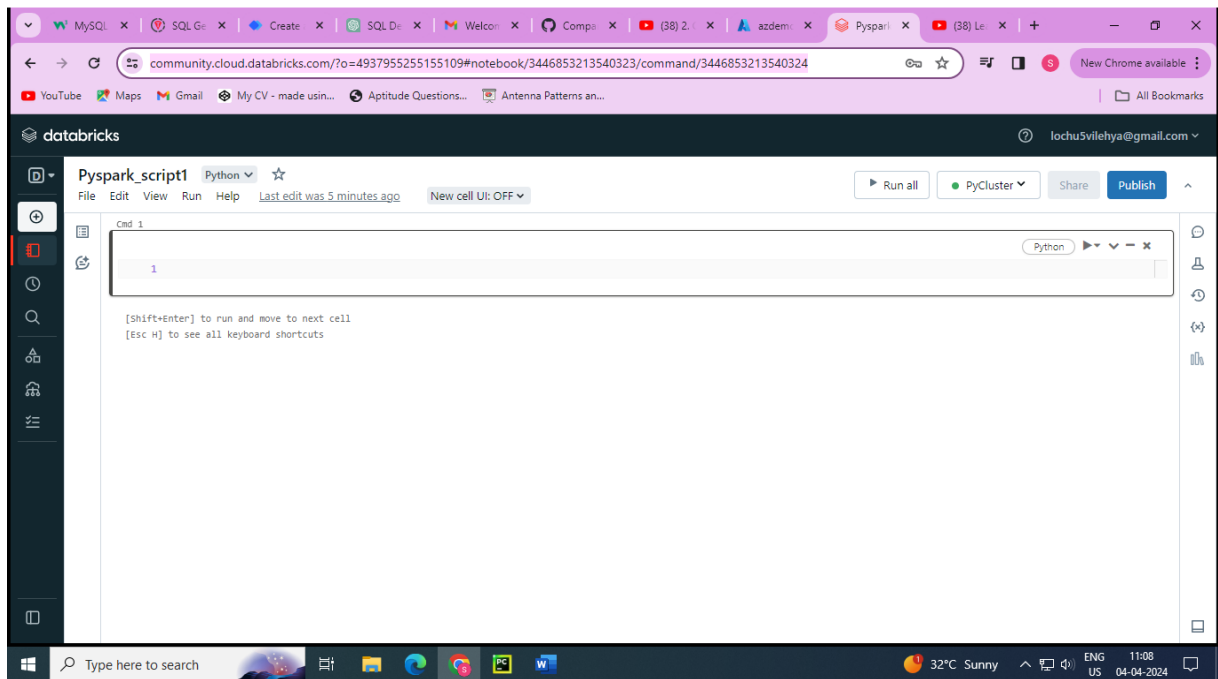 MySQL
SQL Ge
Create
SQL De
Welcon
Compa
(38) 2.
azdemo
Pyspark
(38) Le
community.cloud.databricks.com/?o=4937955255155109#notebook/3446853213540323/command/3446853213540324
S
New Chrome available
YouTube
Maps
Gmail
My CV - made usin...
Aptitude Questions...
Antenna Patterns an...
All Bookmarks
databricks
lochu5vilehya@gmail.com
D
Pyspark_script1
Python
File
Edit
View
Run
Help
Last edit was 5 minutes ago
New cell UI: OFF
Run all
PyCluster
Share
Publish
Cmd 1
Python
1
[Shift+Enter] to run and move to next cell
[Esc H] to see all keyboard shortcuts
Type here to search
32°C Sunny
ENG
US
11:08
04-04-2024